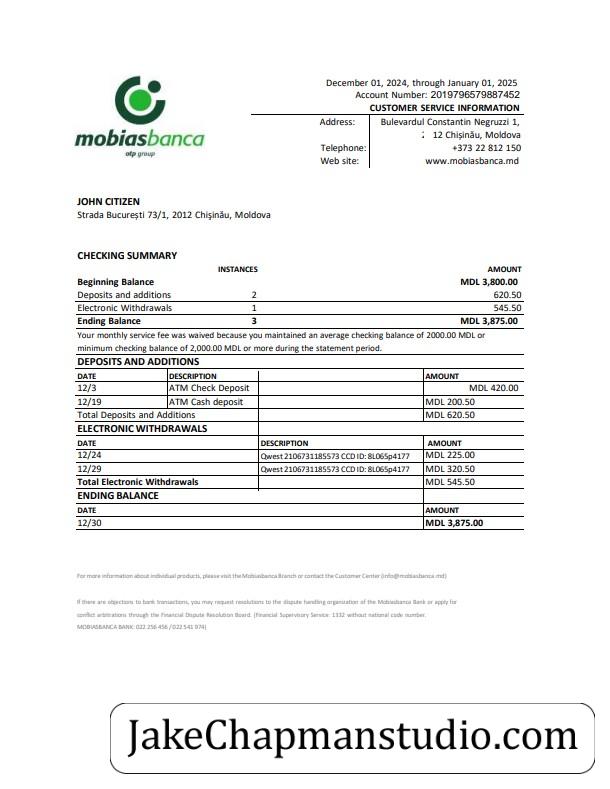 December 01, 2024, through January 01, 2025
Account Number: 2019796579887452
CUSTOMER SERVICE INFORMATION
mobiasbanca
otp group
Address: Bulevardul Constantin Negruzzi 1,
: 12 Chișinău, Moldova
Telephone: +373 22 812 150
Web site: www.mobiasbanca.md
JOHN CITIZEN
Strada București 73/1, 2012 Chișinău, Moldova
CHECKING SUMMARY
INSTANCES AMOUNT
Beginning Balance MDL 3,800.00
Deposits and additions 2 620.50
Electronic Withdrawals 1 545.50
Ending Balance 3 MDL 3,875.00
Your monthly service fee was waived because you maintained an average checking balance of 2000.00 MDL or
minimum checking balance of 2,000.00 MDL or more during the statement period.
DEPOSITS AND ADDITIONS
DATE DESCRIPTION AMOUNT
12/3 ATM Check Deposit MDL 420.00
12/19 ATM Cash deposit MDL 200.50
Total Deposits and Additions MDL 620.50
ELECTRONIC WITHDRAWALS
DATE DESCRIPTION AMOUNT
12/24 Qwest 2106731185573 CCD ID: 8L065p4177 MDL 225.00
12/29 Qwest 2106731185573 CCD ID: 8L065p4177 MDL 320.50
Total Electronic Withdrawals MDL 545.50
ENDING BALANCE
DATE AMOUNT
12/30 MDL 3,875.00
For more information about individual products, please visit the Mobiasbanca Branch or contact the Customer Center (info@mobiasbanca.md)
If there are objections to bank transactions, you may request resolutions to the dispute handling organization of the Mobiasbanca Bank or apply for
conflict arbitrations through the Financial Dispute Resolution Board. (Financial Supervisory Service: 1332 without national code number.
MOBIASBANCA BANK: 022 256 456 / 022 541 974)
JakeChapmanstudio.com